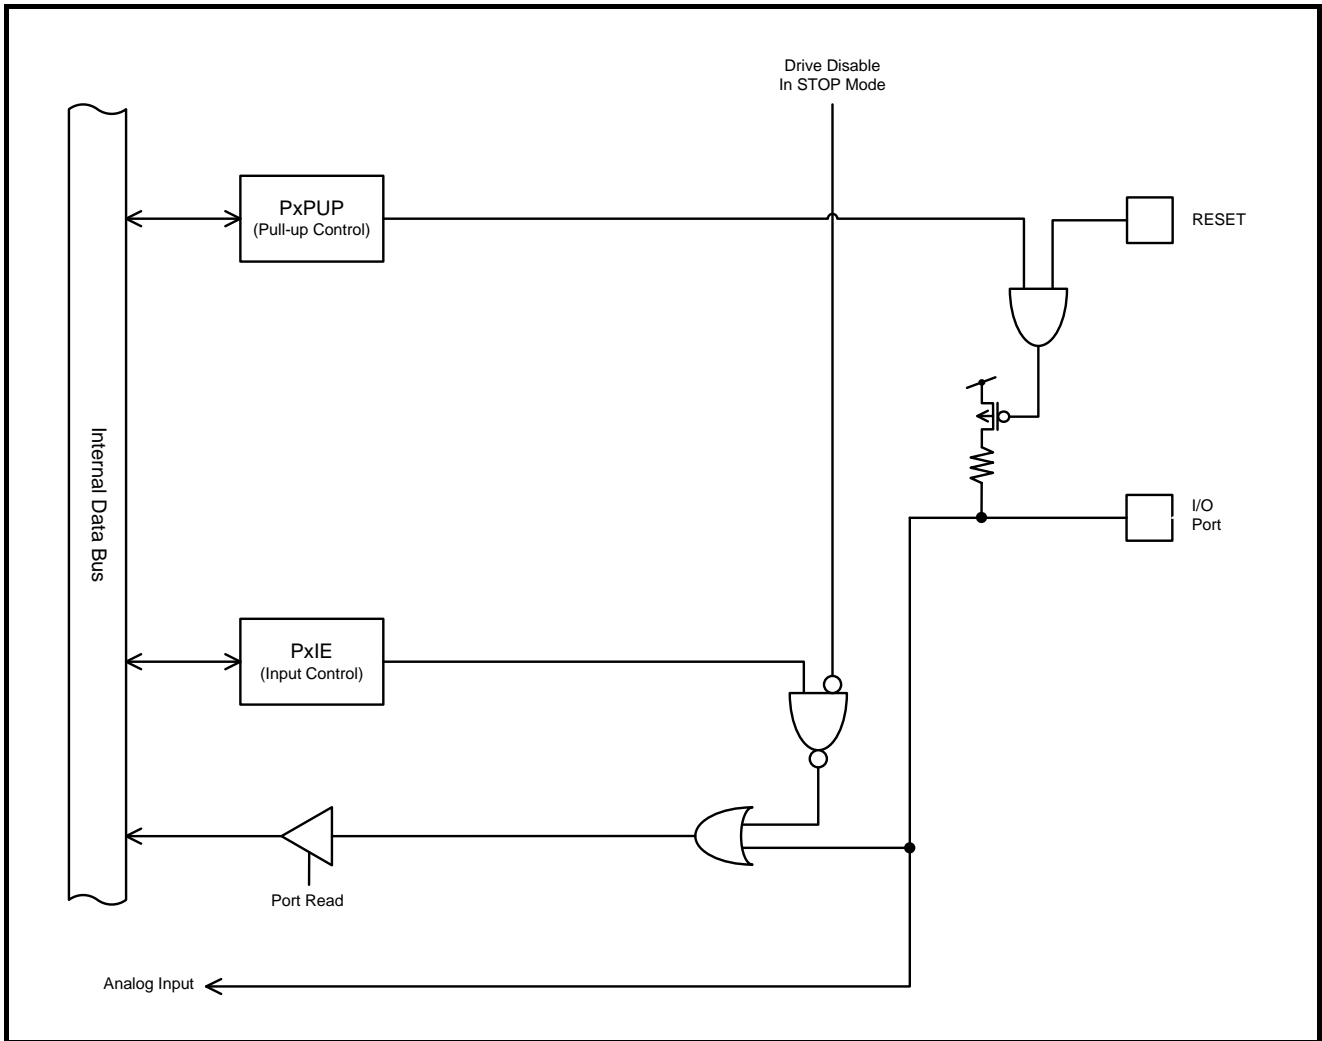 Drive Disable
In STOP Mode
PxPUP
(Pull-up Control)
RESET
Internal Data Bus
I/O
Port
PxIE
(Input Control)
Port Read
Analog Input